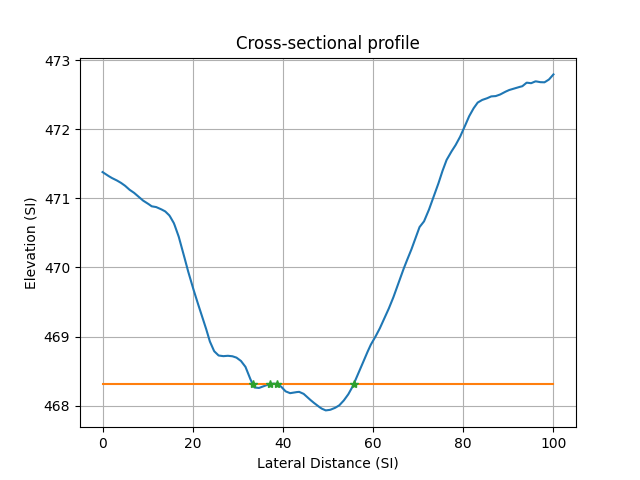 Cross-sectional profile
473
472
471
470
469
468
Elevation (SI)
0 20 40 60 80 100
Lateral Distance (SI)